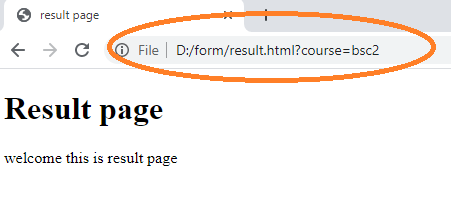 result page
File D:/form/result.html?course=bsc2
Result page
welcome this is result page